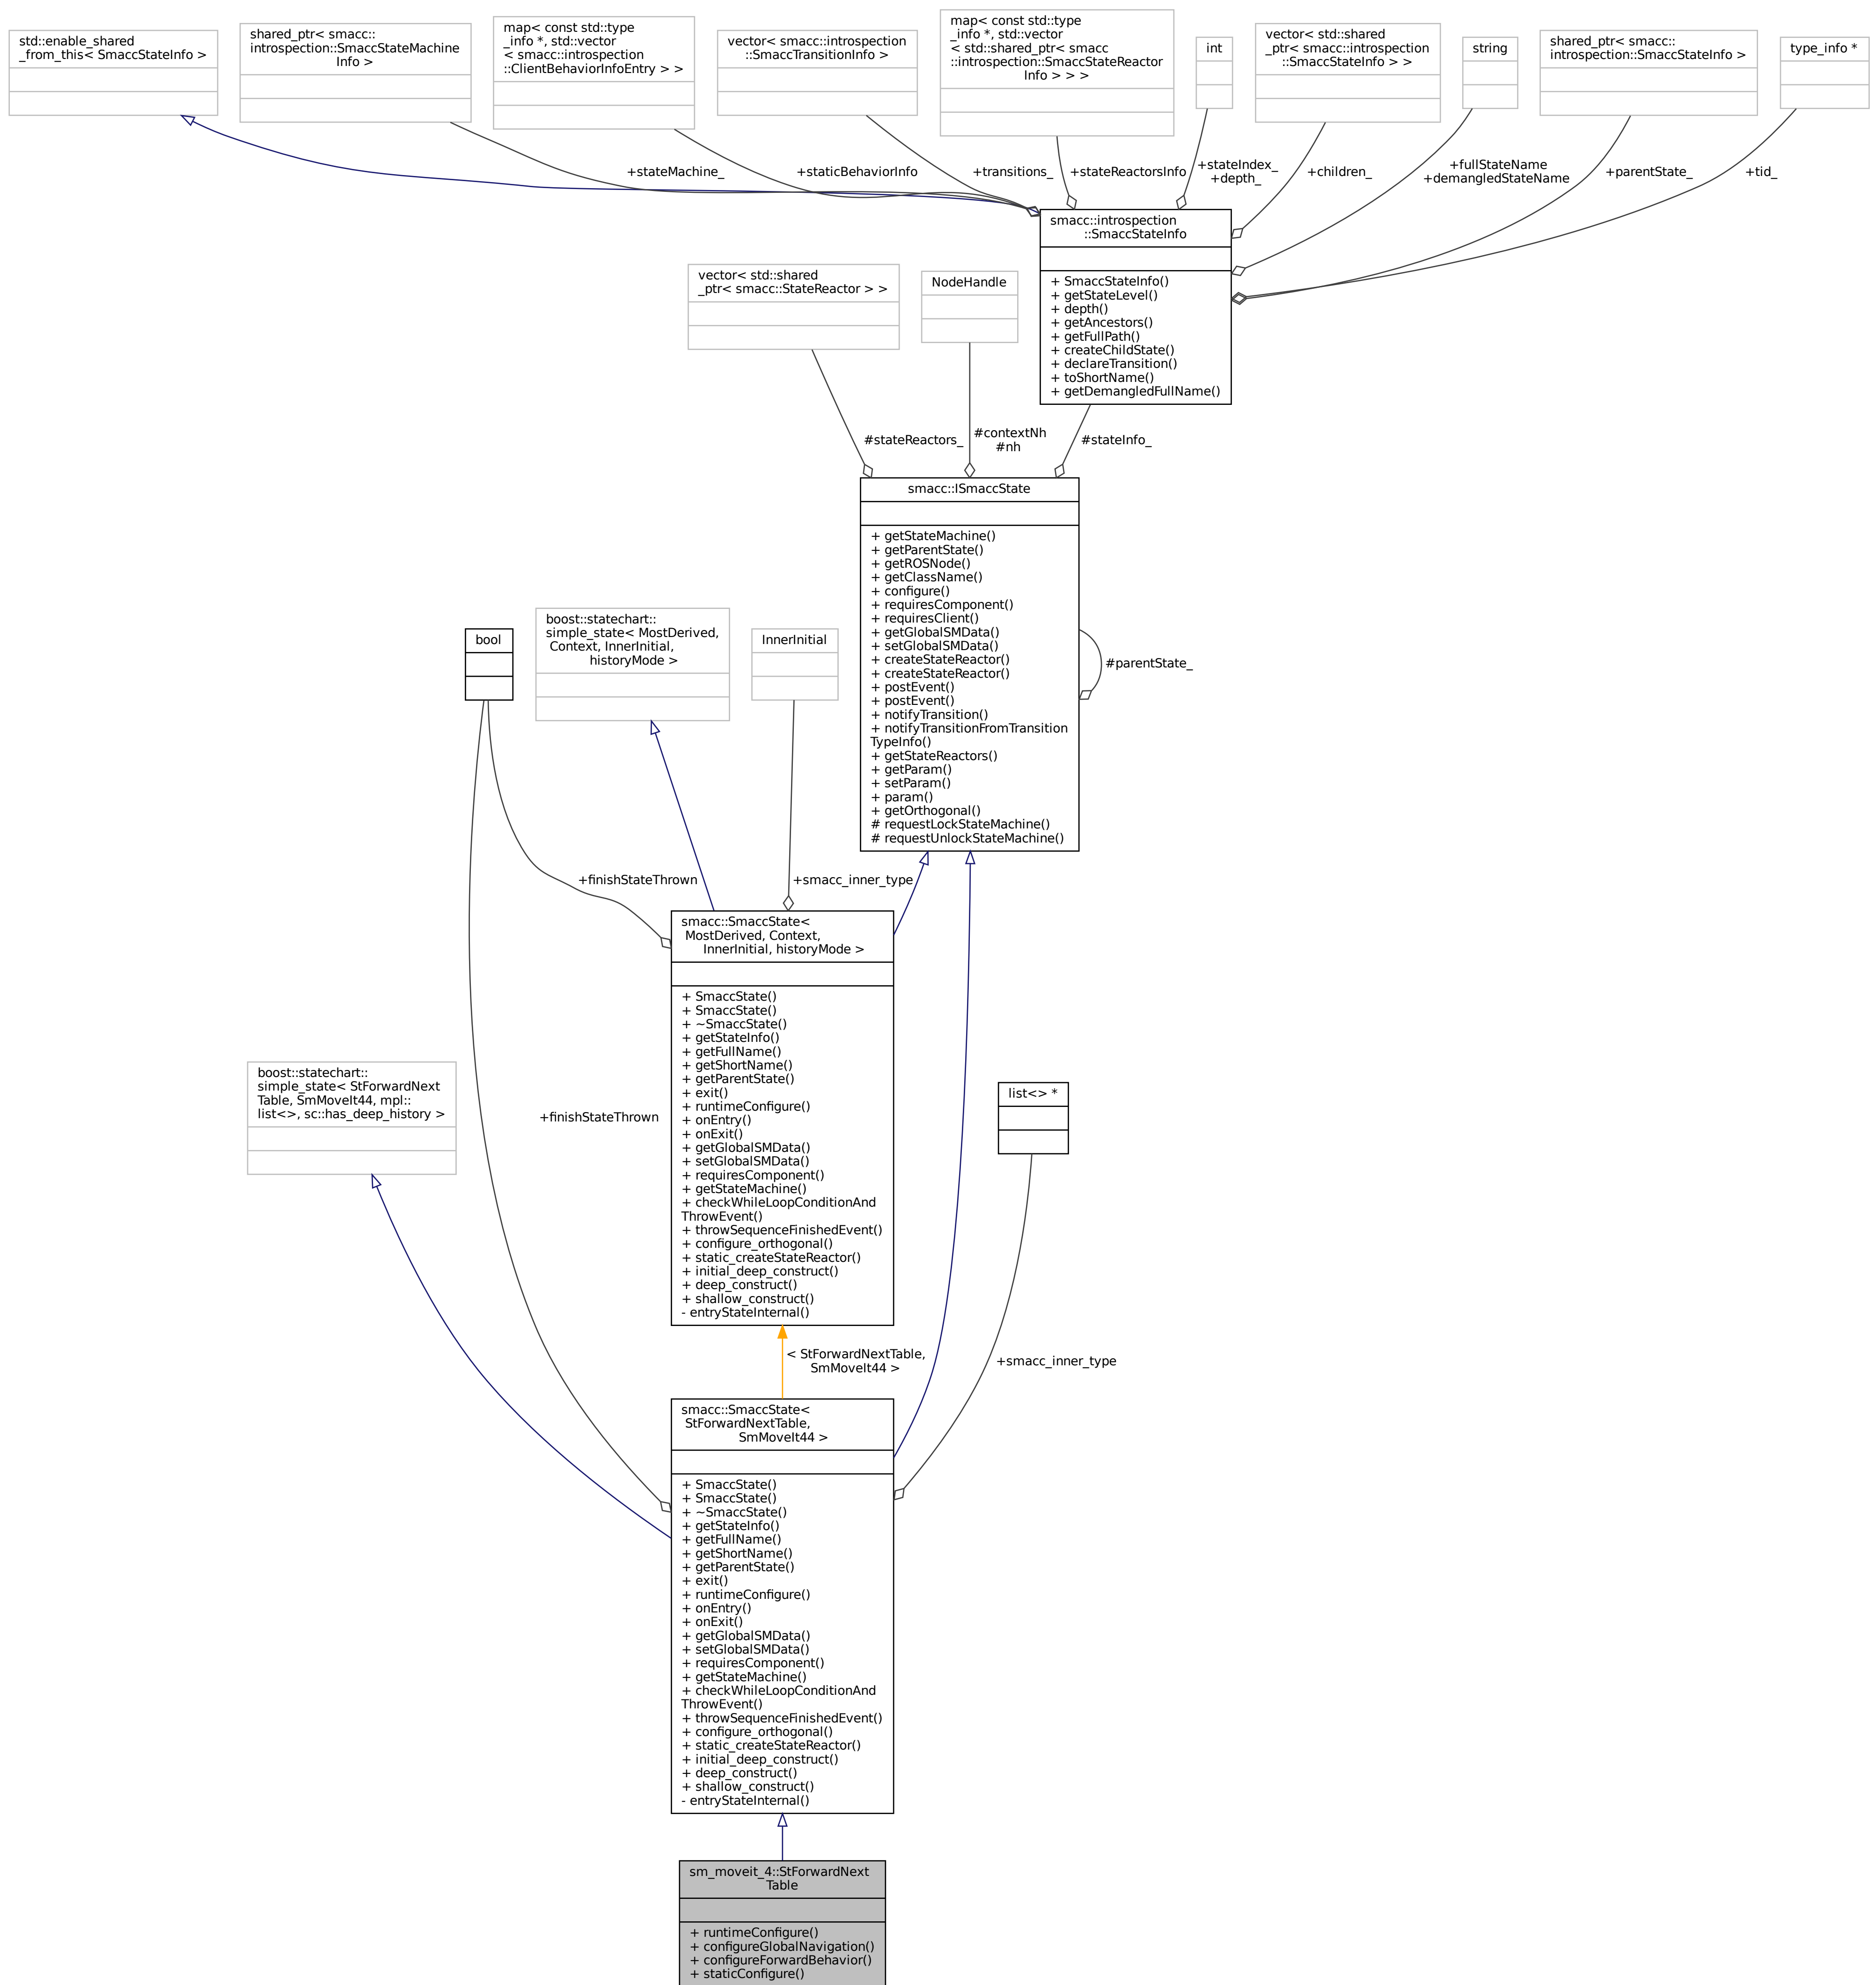 std::enable_shared
_from_this< SmaccStateInfo >
shared_ptr< smacc::
introspection::SmaccStateMachine
Info >
map< const std::type
_info *, std::vector
< smacc::introspection
::ClientBehaviorInfoEntry > >
vector< smacc::introspection
::SmaccTransitionInfo >
map< const std::type
_info *, std::vector
< std::shared_ptr< smacc
::introspection::SmaccStateReactor
Info > > >
int
vector< std::shared
_ptr< smacc::introspection
::SmaccStateInfo > >
string
shared_ptr< smacc::
introspection::SmaccStateInfo >
type_info *
+stateMachine_
+staticBehaviorInfo
+transitions_
+stateReactorsInfo
+stateIndex_
+depth_
+children_
+fullStateName
+demangledStateName
+parentState_
+tid_
smacc::introspection
::SmaccStateInfo
+ SmaccStateInfo()
+ getStateLevel()
+ depth()
+ getAncestors()
+ getFullPath()
+ createChildState()
+ declareTransition()
+ toShortName()
+ getDemangledFullName()
vector< std::shared
_ptr< smacc::StateReactor > >
NodeHandle
#stateReactors_
#contextNh
#nh
#stateInfo_
smacc::ISmaccState
+ getStateMachine()
+ getParentState()
+ getROSNode()
+ getClassName()
+ configure()
+ requiresComponent()
+ requiresClient()
+ getGlobalSMData()
+ setGlobalSMData()
+ createStateReactor()
+ createStateReactor()
+ postEvent()
+ postEvent()
+ notifyTransition()
+ notifyTransitionFromTransition
TypeInfo()
+ getStateReactors()
+ getParam()
+ setParam()
+ param()
+ getOrthogonal()
# requestLockStateMachine()
# requestUnlockStateMachine()
#parentState_
bool
boost::statechart::
simple_state< MostDerived,
Context, InnerInitial,
historyMode >
InnerInitial
+finishStateThrown
+smacc_inner_type
smacc::SmaccState<
MostDerived, Context,
InnerInitial, historyMode >
+ SmaccState()
+ SmaccState()
+ ~SmaccState()
+ getStateInfo()
+ getFullName()
+ getShortName()
+ getParentState()
+ exit()
+ runtimeConfigure()
+ onEntry()
+ onExit()
+ getGlobalSMData()
+ setGlobalSMData()
+ requiresComponent()
+ getStateMachine()
+ checkWhileLoopConditionAnd
ThrowEvent()
+ throwSequenceFinishedEvent()
+ configure_orthogonal()
+ static_createStateReactor()
+ initial_deep_construct()
+ deep_construct()
+ shallow_construct()
- entryStateInternal()
boost::statechart::
simple_state< StForwardNext
Table, SmMoveIt44, mpl::
list<>, sc::has_deep_history >
+finishStateThrown
list<> *
< StForwardNextTable,
SmMoveIt44 >
+smacc_inner_type
smacc::SmaccState<
StForwardNextTable,
SmMoveIt44 >
+ SmaccState()
+ SmaccState()
+ ~SmaccState()
+ getStateInfo()
+ getFullName()
+ getShortName()
+ getParentState()
+ exit()
+ runtimeConfigure()
+ onEntry()
+ onExit()
+ getGlobalSMData()
+ setGlobalSMData()
+ requiresComponent()
+ getStateMachine()
+ checkWhileLoopConditionAnd
ThrowEvent()
+ throwSequenceFinishedEvent()
+ configure_orthogonal()
+ static_createStateReactor()
+ initial_deep_construct()
+ deep_construct()
+ shallow_construct()
- entryStateInternal()
sm_moveit_4::StForwardNext
Table
+ runtimeConfigure()
+ configureGlobalNavigation()
+ configureForwardBehavior()
+ staticConfigure()